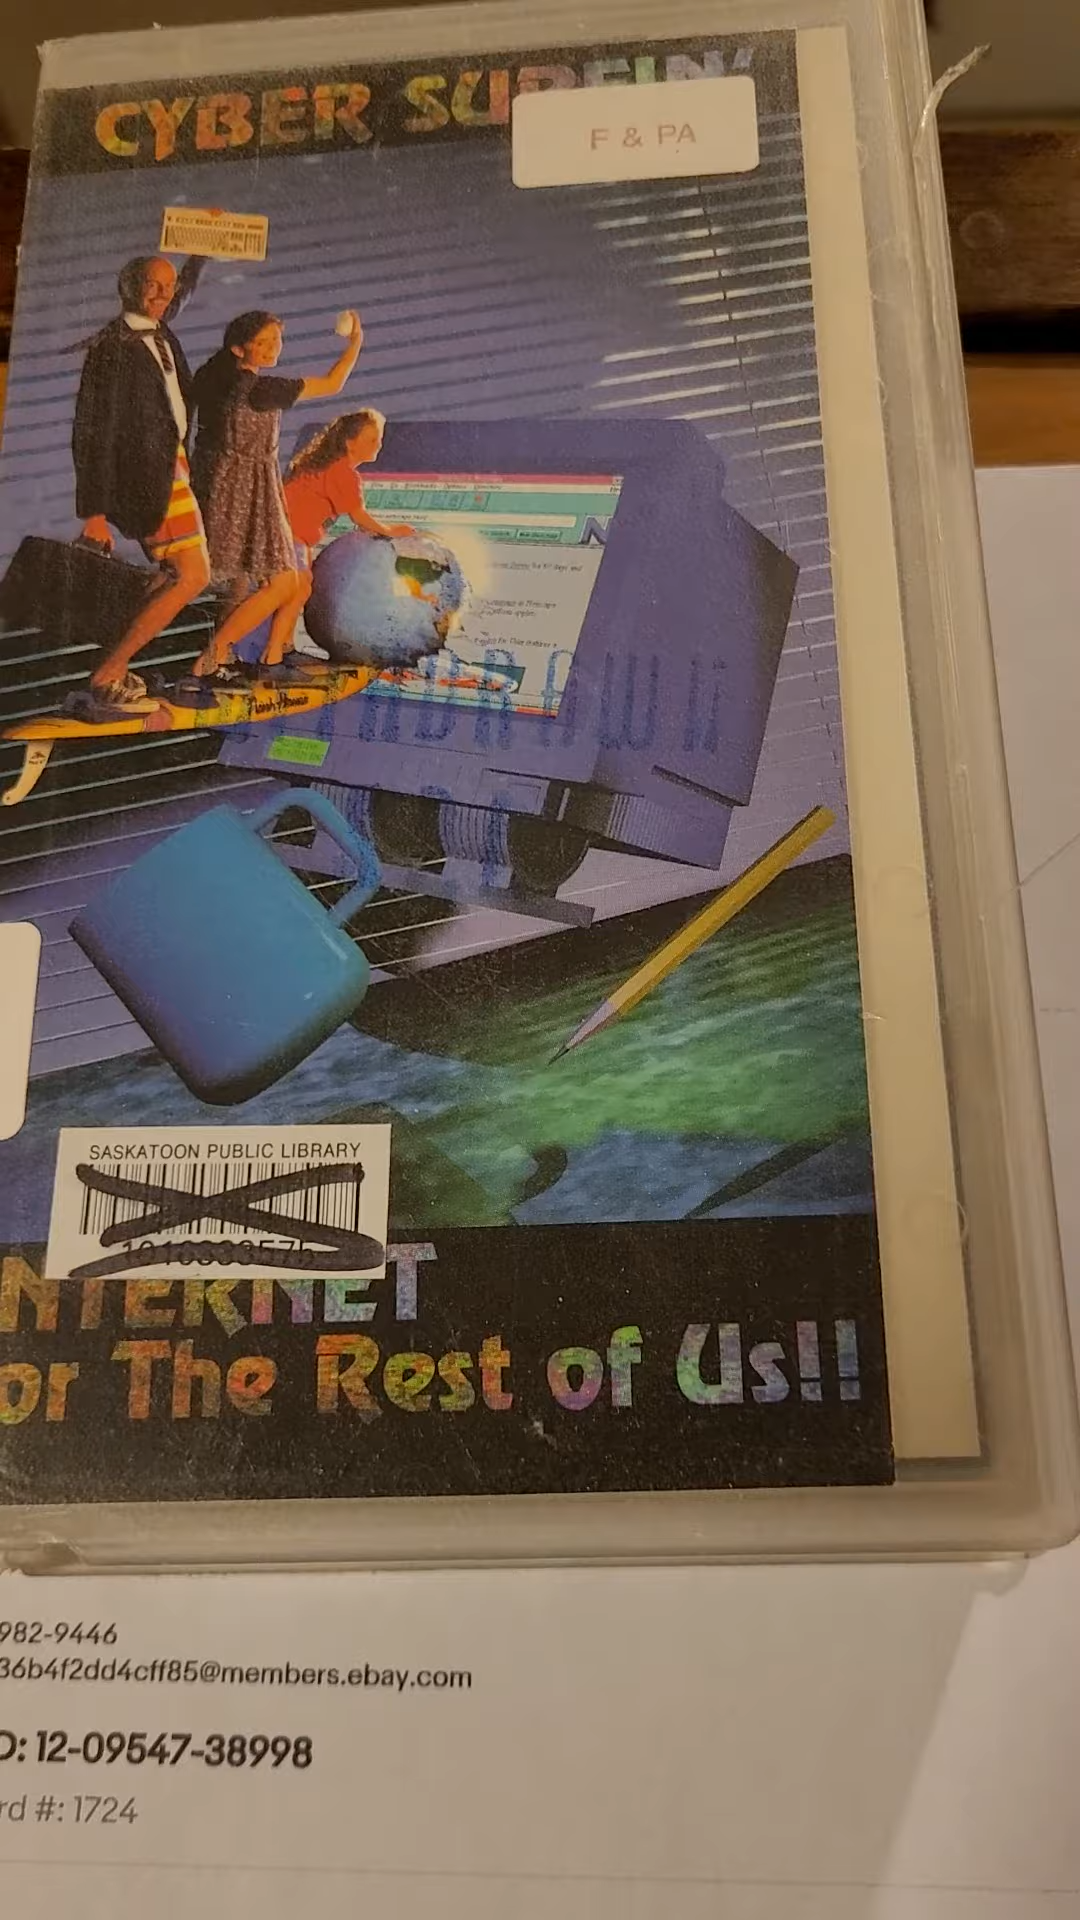 CYBER SURFIN'
F & PA
WITHDRAWN
SASKATOON PUBLIC LIBRARY
NTERNET
or The Rest of Us!!
982-9446
36b4f2dd4cff85@members.ebay.com
D: 12-09547-38998
rd #: 1724